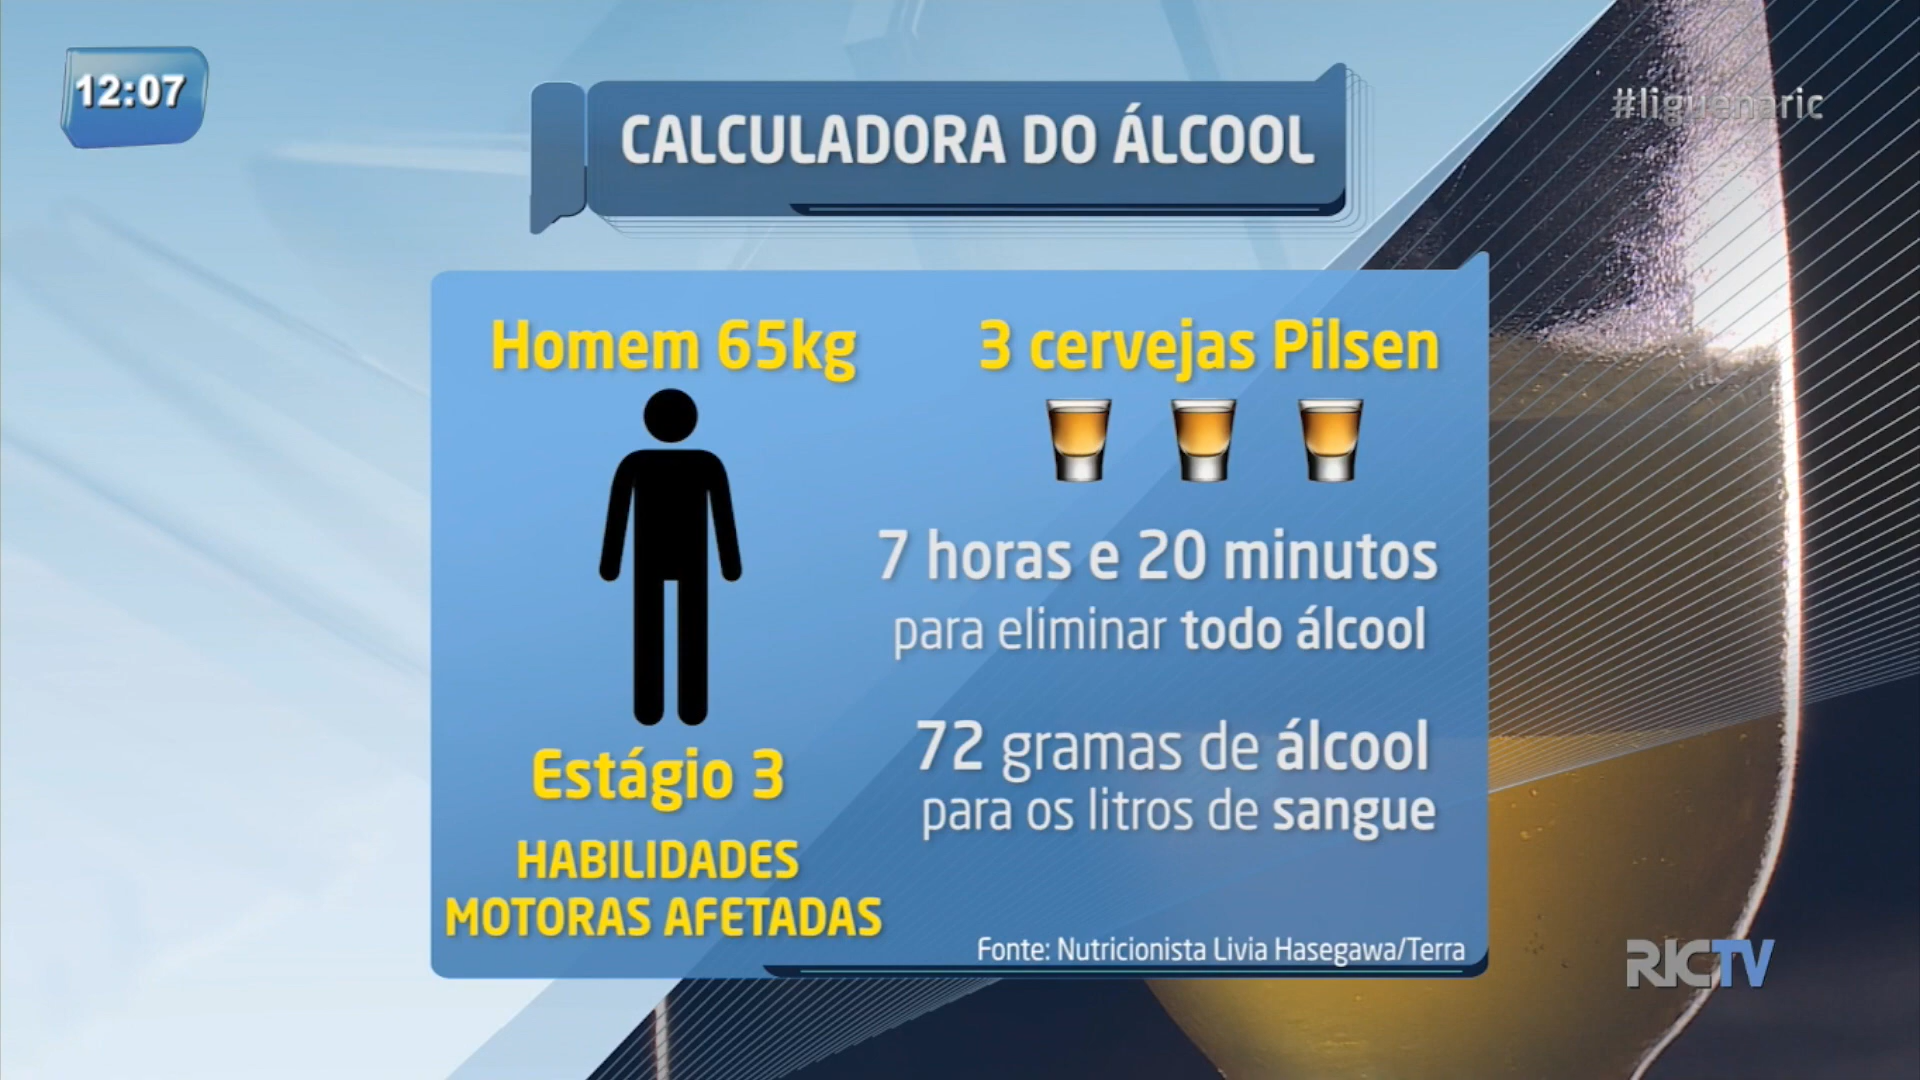 12:07
CALCULADORA DO ÁLCOOL
#liguenaric
Homem 65kg
3 cervejas Pilsen
7 horas e 20 minutos
para eliminar todo álcool
72 gramas de álcool
para os litros de sangue
Estágio 3
HABILIDADES
MOTORAS AFETADAS
Fonte: Nutricionista Livia Hasegawa/Terra
RICTV